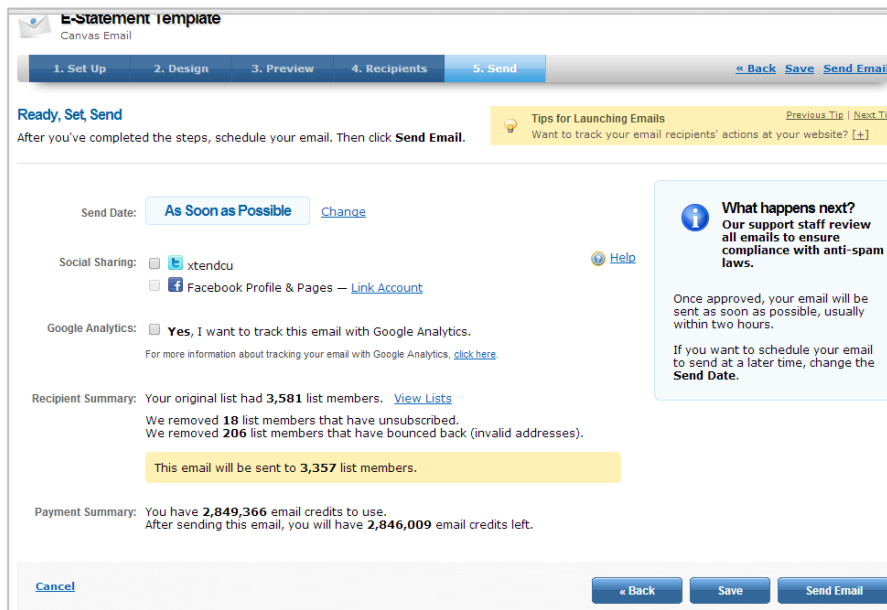 E-Statement Template
Canvas Email
1. Set Up 2. Design 3. Preview 4. Recipients 5. Send « Back Save Send Email
Ready, Set, Send
After you've completed the steps, schedule your email. Then click Send Email.
Tips for Launching Emails Previous Tip | Next Ti
Want to track your email recipients' actions at your website? [+]
Send Date: As Soon as Possible Change
Social Sharing: xtendcu
Facebook Profile & Pages — Link Account
Help
Google Analytics: Yes, I want to track this email with Google Analytics.
For more information about tracking your email with Google Analytics, click here.
Recipient Summary: Your original list had 3,581 list members. View Lists
We removed 18 list members that have unsubscribed.
We removed 206 list members that have bounced back (invalid addresses).
This email will be sent to 3,357 list members.
Payment Summary: You have 2,849,366 email credits to use.
After sending this email, you will have 2,846,009 email credits left.
What happens next?
Our support staff review
all emails to ensure
compliance with anti-spam
laws.
Once approved, your email will be
sent as soon as possible, usually
within two hours.
If you want to schedule your email
to send at a later time, change the
Send Date.
Cancel
« Back Save Send Email